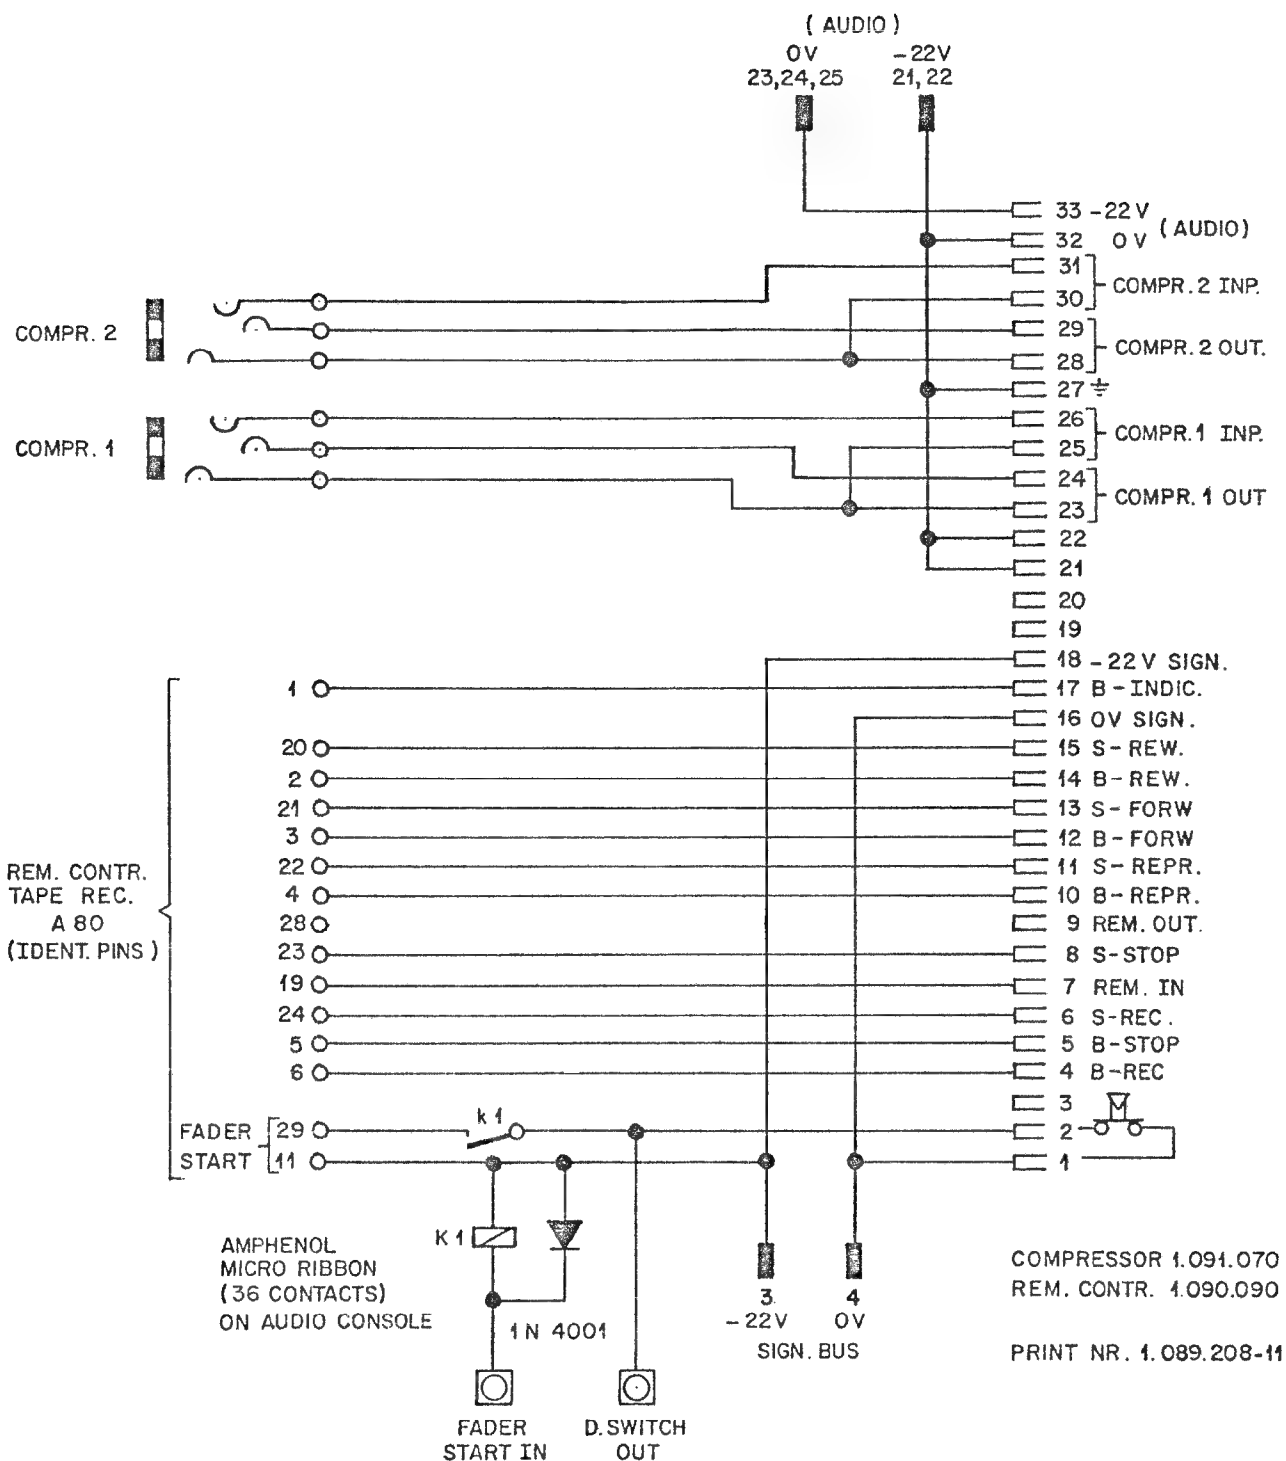 ( AUDIO )
0V -22V
23,24,25 21,22
33 -22V
32 0V
( AUDIO)
31
30
COMPR. 2 INP.
29
28
COMPR. 2 OUT.
COMPR. 2
27
26
25
COMPR.1 INP.
COMPR. 1
24
23
COMPR. 1 OUT
22
21
20
19
18 -22V SIGN.
1 17 B-INDIC.
16 0V SIGN.
20 15 S-REW.
2 14 B-REW.
21 13 S-FORW
3 12 B-FORW
22 11 S-REPR.
4 10 B-REPR.
28 9 REM. OUT.
23 8 S-STOP
19 7 REM. IN
24 6 S-REC.
5 5 B-STOP
6 4 B-REC
REM. CONTR.
TAPE REC.
A 80
(IDENT. PINS)
3
k1
FADER 29 2
START 11 1
K1
AMPHENOL
MICRO RIBBON
(36 CONTACTS)
ON AUDIO CONSOLE
1N 4001
3 4
-22V 0V
SIGN. BUS
COMPRESSOR 1.091.070
REM. CONTR. 1.090.090
PRINT NR. 1.089.208-11
FADER
START IN
D.SWITCH
OUT